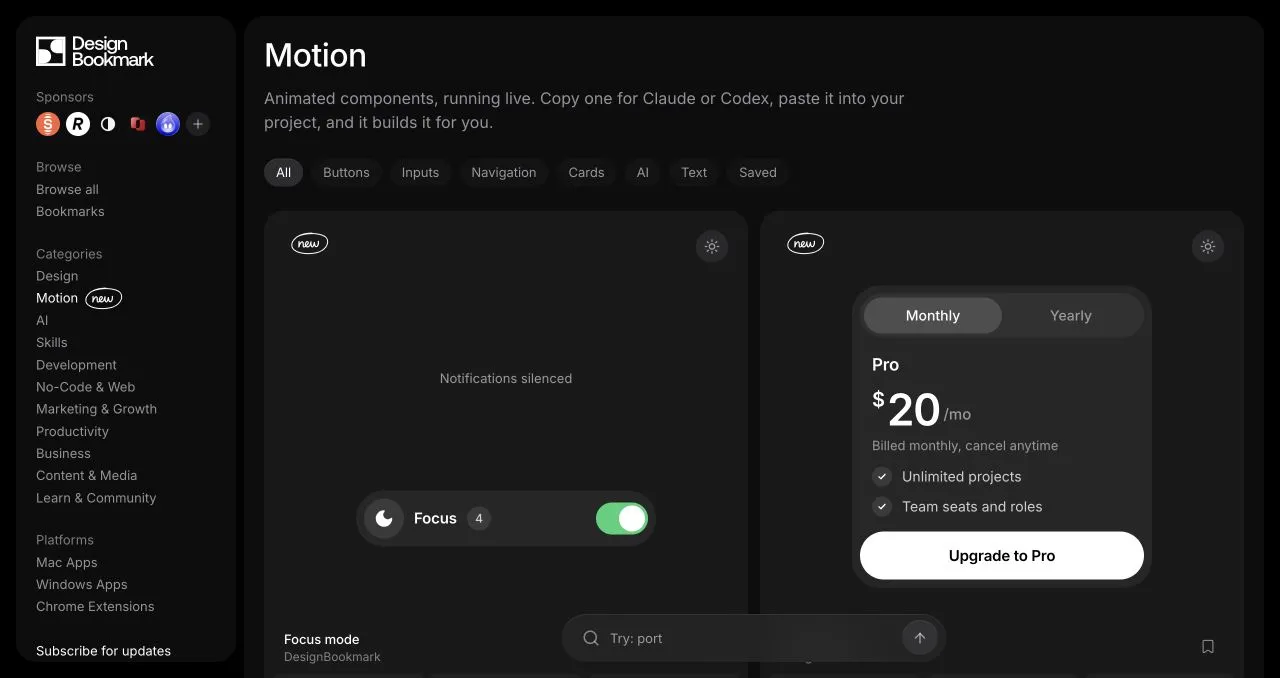 Design
Bookmark
Sponsors
Browse
Browse all
Bookmarks
Categories
Design
Motion new
AI
Skills
Development
No-Code & Web
Marketing & Growth
Productivity
Business
Content & Media
Learn & Community
Platforms
Mac Apps
Windows Apps
Chrome Extensions
Subscribe for updates
Motion
Animated components, running live. Copy one for Claude or Codex, paste it into your
project, and it builds it for you.
All Buttons Inputs Navigation Cards AI Text Saved
new
Notifications silenced
Focus 4
Focus mode
DesignBookmark
new
Monthly Yearly
Pro
$20/mo
Billed monthly, cancel anytime
Unlimited projects
Team seats and roles
Upgrade to Pro
Try: port